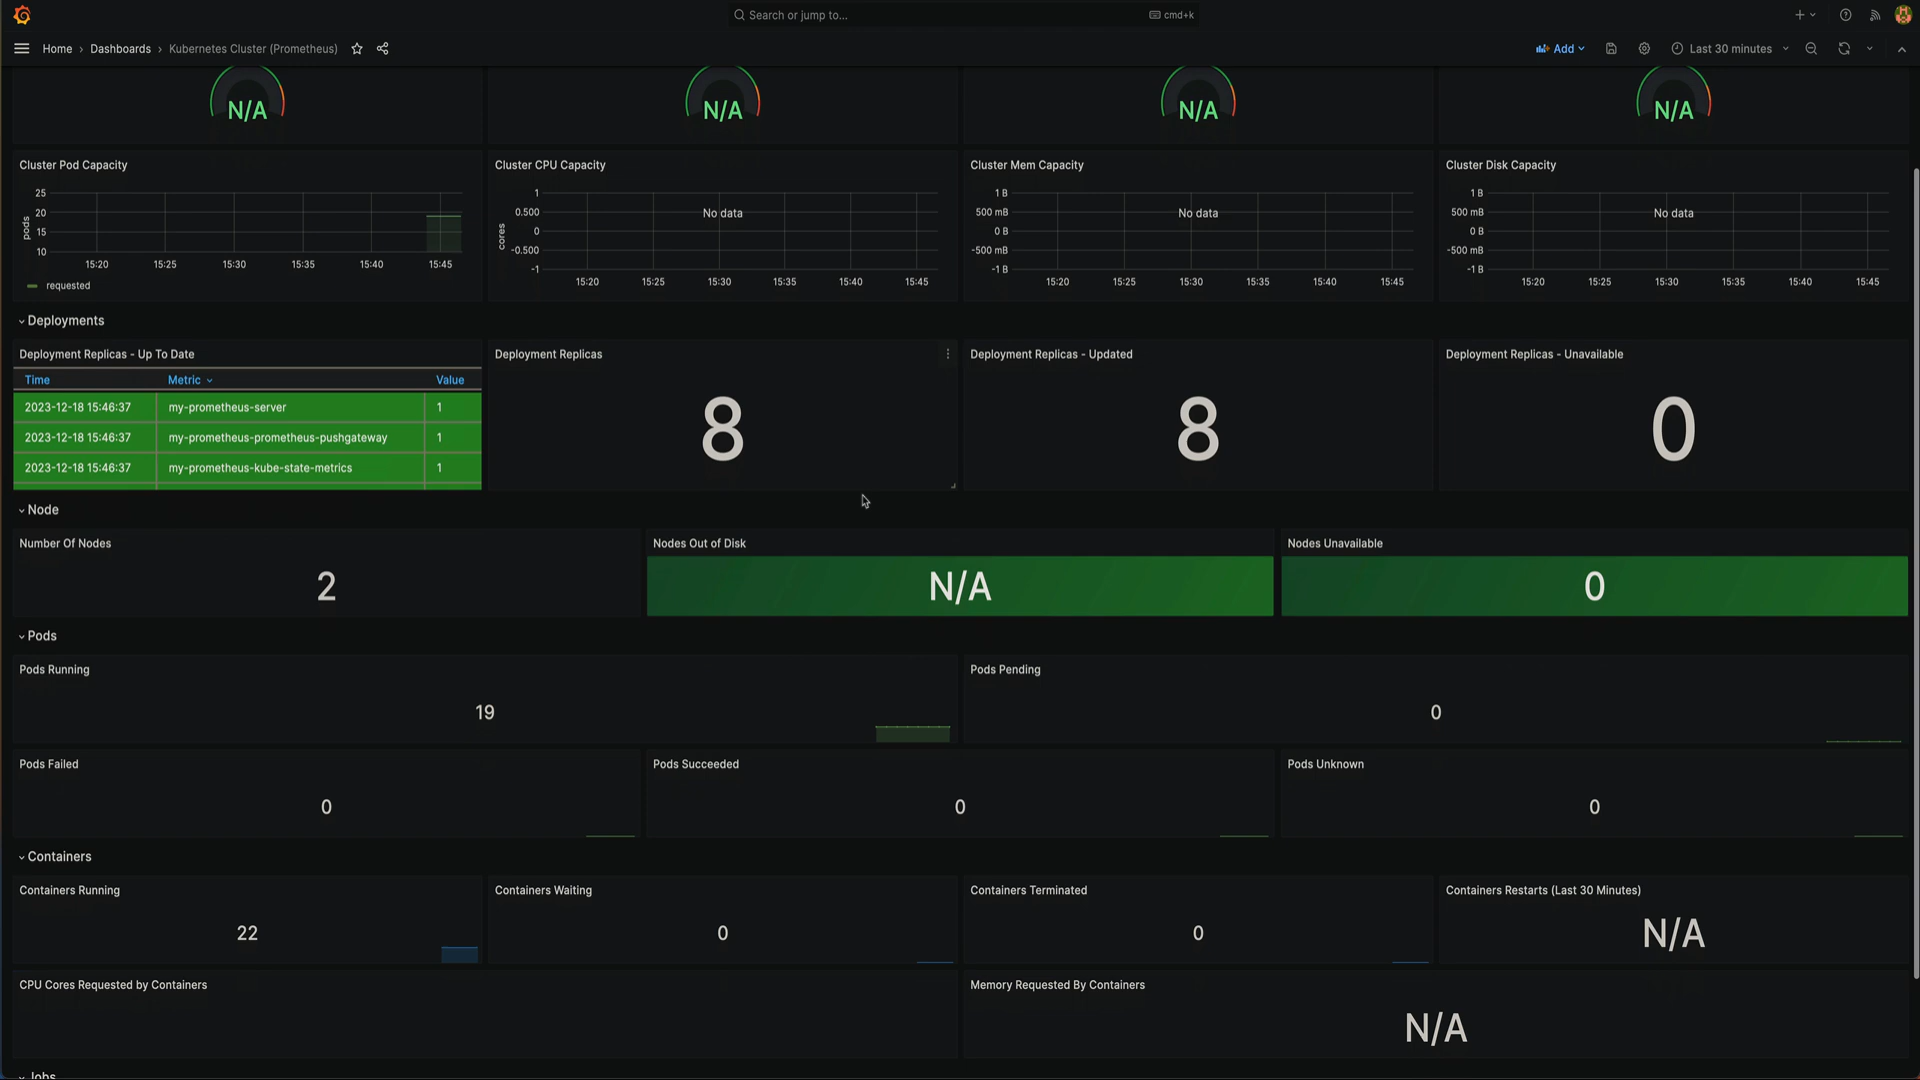 Search or jump to...
cmd+k
Home › Dashboards › Kubernetes Cluster (Prometheus)
Add
Last 30 minutes
N/A
N/A
N/A
N/A
Cluster Pod Capacity
25
20
15
10
pods
15:20 15:25 15:30 15:35 15:40 15:45
requested
Cluster CPU Capacity
1
0.500
0
-0.500
-1
cores
No data
15:20 15:25 15:30 15:35 15:40 15:45
Cluster Mem Capacity
1 B
500 mB
0 B
-500 mB
-1 B
No data
15:20 15:25 15:30 15:35 15:40 15:45
Cluster Disk Capacity
1 B
500 mB
0 B
-500 mB
-1 B
No data
15:20 15:25 15:30 15:35 15:40 15:45
Deployments
Deployment Replicas - Up To Date
Time Metric Value
2023-12-18 15:46:37 my-prometheus-server 1
2023-12-18 15:46:37 my-prometheus-prometheus-pushgateway 1
2023-12-18 15:46:37 my-prometheus-kube-state-metrics 1
Deployment Replicas
8
Deployment Replicas - Updated
8
Deployment Replicas - Unavailable
0
Node
Number Of Nodes
2
Nodes Out of Disk
N/A
Nodes Unavailable
0
Pods
Pods Running
19
Pods Pending
0
Pods Failed
0
Pods Succeeded
0
Pods Unknown
0
Containers
Containers Running
22
Containers Waiting
0
Containers Terminated
0
Containers Restarts (Last 30 Minutes)
N/A
CPU Cores Requested by Containers
Memory Requested By Containers
N/A
Jobs